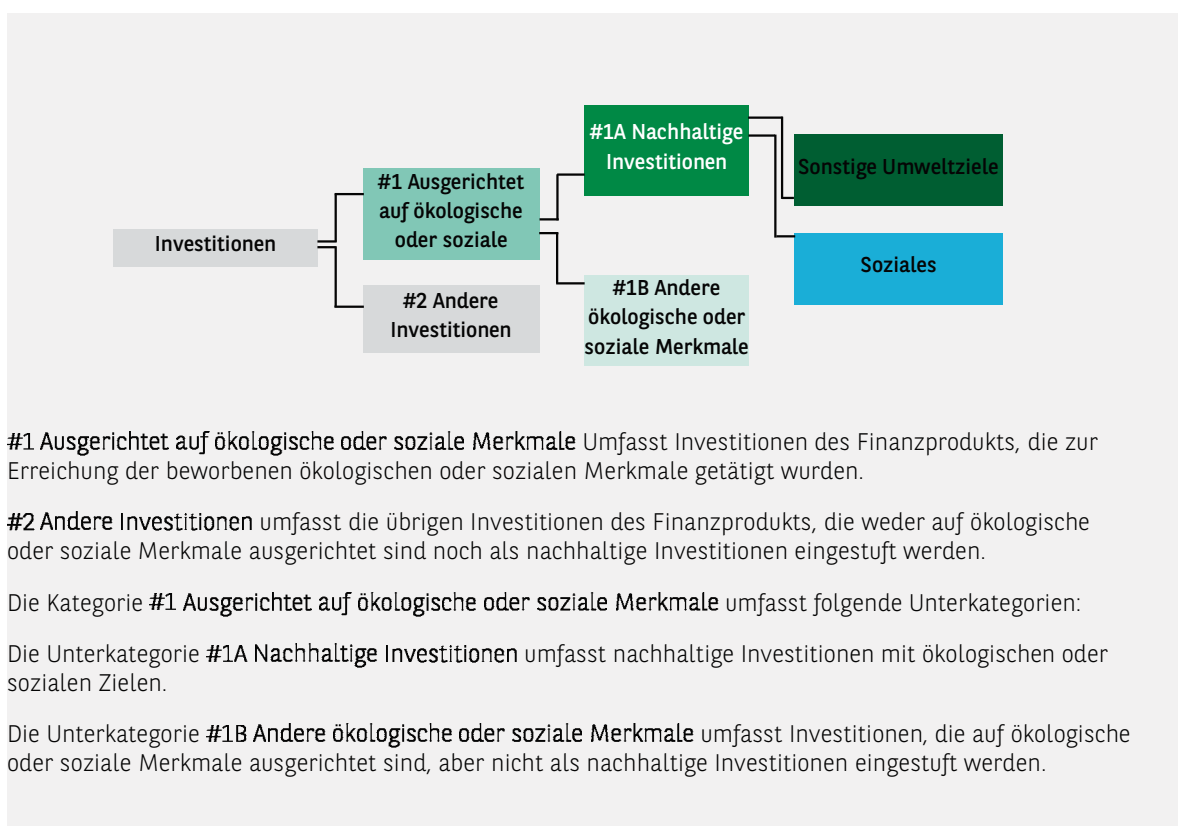 #1A Nachhaltige
Investitionen
Sonstige Umweltziele
#1 Ausgerichtet
auf ökologische
oder soziale
Investitionen
Soziales
#2 Andere
Investitionen
#1B Andere
ökologische oder
soziale Merkmale
#1 Ausgerichtet auf ökologische oder soziale Merkmale Umfasst Investitionen des Finanzprodukts, die zur
Erreichung der beworbenen ökologischen oder sozialen Merkmale getätigt wurden.
#2 Andere Investitionen umfasst die übrigen Investitionen des Finanzprodukts, die weder auf ökologische
oder soziale Merkmale ausgerichtet sind noch als nachhaltige Investitionen eingestuft werden.
Die Kategorie #1 Ausgerichtet auf ökologische oder soziale Merkmale umfasst folgende Unterkategorien:
Die Unterkategorie #1A Nachhaltige Investitionen umfasst nachhaltige Investitionen mit ökologischen oder
sozialen Zielen.
Die Unterkategorie #1B Andere ökologische oder soziale Merkmale umfasst Investitionen, die auf ökologische
oder soziale Merkmale ausgerichtet sind, aber nicht als nachhaltige Investitionen eingestuft werden.